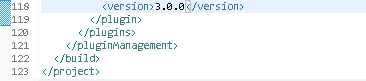 118 <version>3.0.0</version>
119 </plugin>
120 </plugins>
121 </pluginManagement>
122 </build>
123 </project>